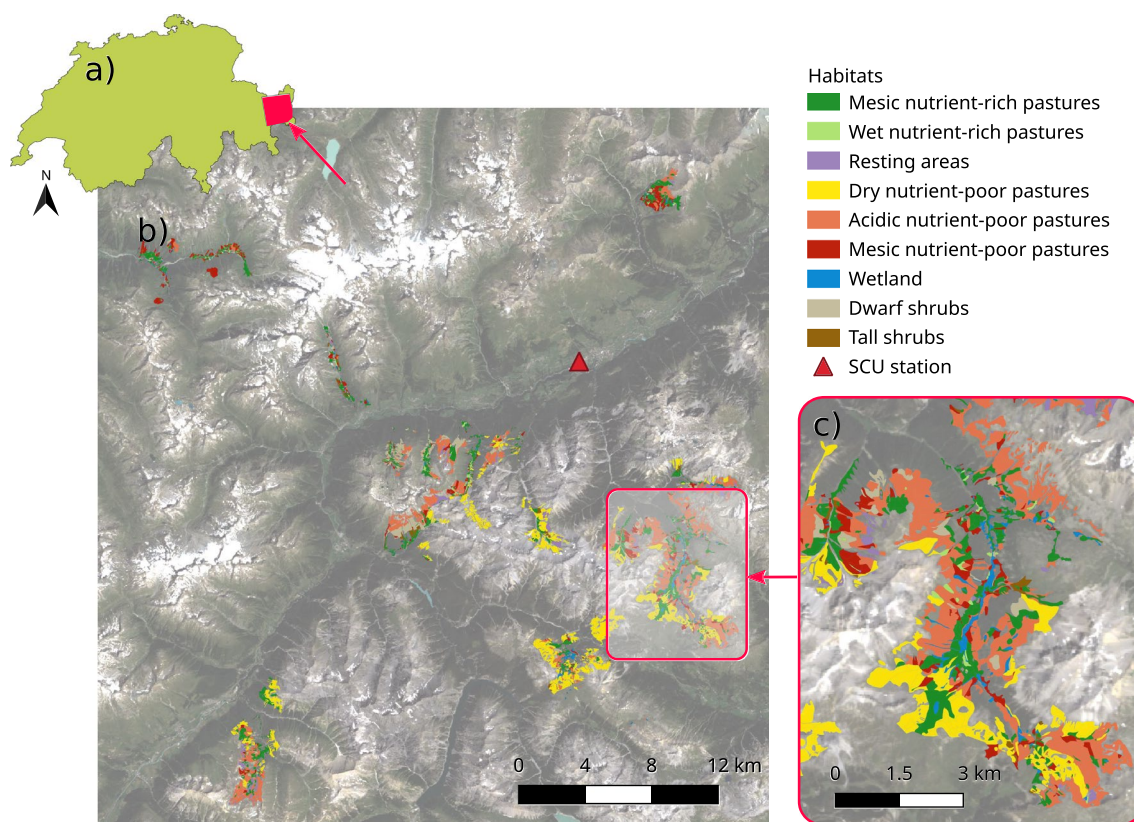 a)
N
b)
Habitats
Mesic nutrient-rich pastures
Wet nutrient-rich pastures
Resting areas
Dry nutrient-poor pastures
Acidic nutrient-poor pastures
Mesic nutrient-poor pastures
Wetland
Dwarf shrubs
Tall shrubs
SCU station
c)
0 4 8 12 km
0 1.5 3 km